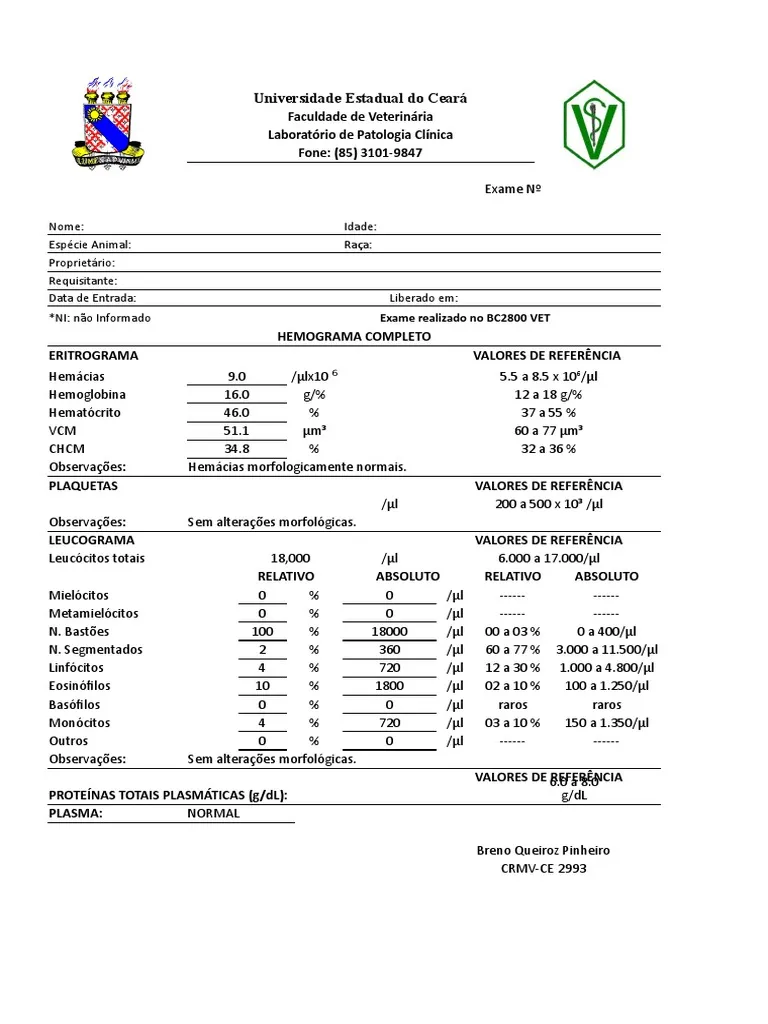 Universidade Estadual do Ceará
Faculdade de Veterinária
Laboratório de Patologia Clínica
Fone: (85) 3101-9847
LUMEN AD VIAM
V
Exame Nº
Nome: Idade:
Espécie Animal: Raça:
Proprietário:
Requisitante:
Data de Entrada: Liberado em:
*NI: não Informado Exame realizado no BC2800 VET
HEMOGRAMA COMPLETO
ERITROGRAMA VALORES DE REFERÊNCIA
Hemácias 9.0 /µlx10 ⁶ 5.5 a 8.5 x 10⁶/µl
Hemoglobina 16.0 g/% 12 a 18 g/%
Hematócrito 46.0 % 37 a 55 %
VCM 51.1 µm³ 60 a 77 µm³
CHCM 34.8 % 32 a 36 %
Observações: Hemácias morfologicamente normais.
PLAQUETAS VALORES DE REFERÊNCIA
/µl 200 a 500 x 10³ /µl
Observações: Sem alterações morfológicas.
LEUCOGRAMA VALORES DE REFERÊNCIA
Leucócitos totais 18,000 /µl 6.000 a 17.000/µl
RELATIVO ABSOLUTO RELATIVO ABSOLUTO
Mielócitos 0 % 0 /µl ------ ------
Metamielócitos 0 % 0 /µl ------ ------
N. Bastões 100 % 18000 /µl 00 a 03 % 0 a 400/µl
N. Segmentados 2 % 360 /µl 60 a 77 % 3.000 a 11.500/µl
Linfócitos 4 % 720 /µl 12 a 30 % 1.000 a 4.800/µl
Eosinófilos 10 % 1800 /µl 02 a 10 % 100 a 1.250/µl
Basófilos 0 % 0 /µl raros raros
Monócitos 4 % 720 /µl 03 a 10 % 150 a 1.350/µl
Outros 0 % 0 /µl ------ ------
Observações: Sem alterações morfológicas.
VALORES DE REFERÊNCIA
6.0 a 8.0
PROTEÍNAS TOTAIS PLASMÁTICAS (g/dL): g/dL
PLASMA: NORMAL
Breno Queiroz Pinheiro
CRMV-CE 2993